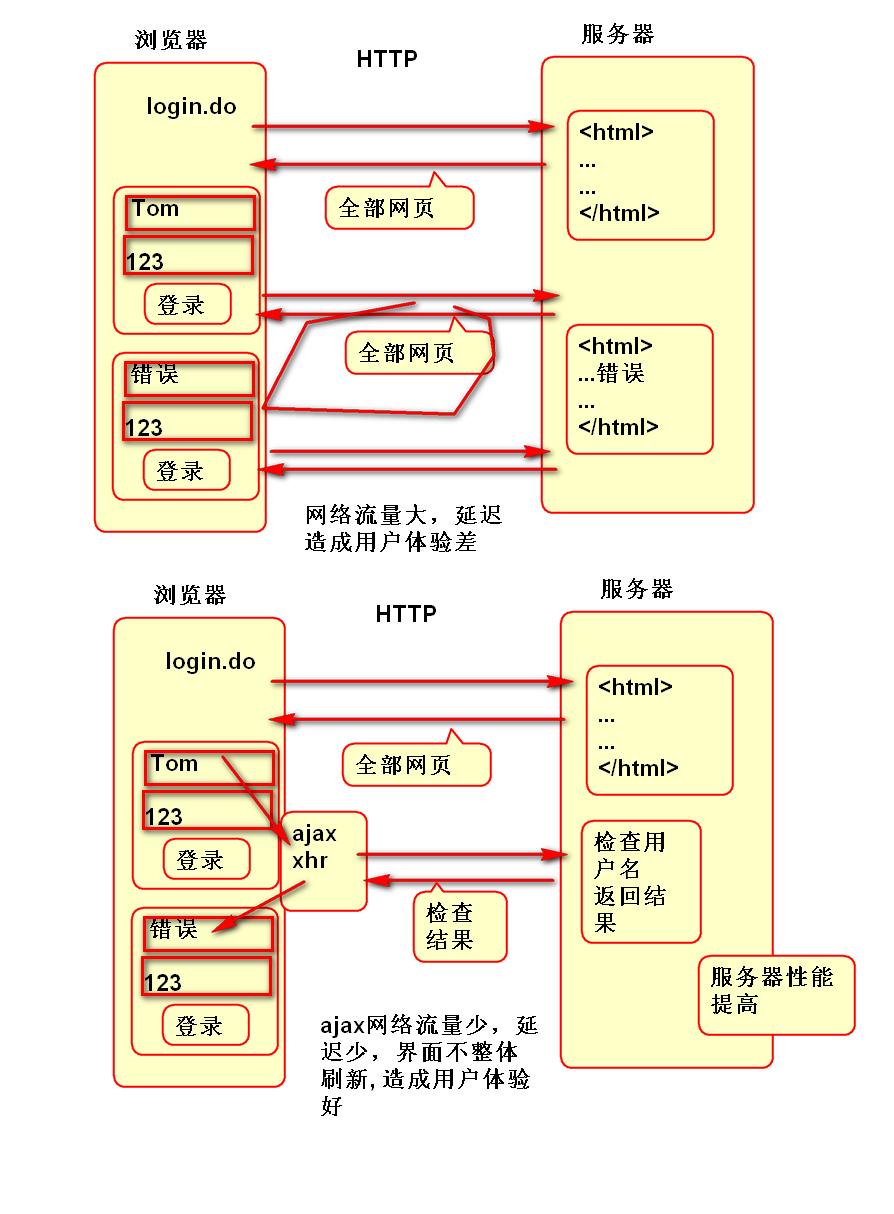 浏览器
HTTP
服务器
login.do
<html>
...
...
</html>
全部网页
Tom
123
登录
全部网页
<html>
...错误
...
</html>
错误
123
登录
网络流量大，延迟
造成用户体验差
浏览器
HTTP
服务器
login.do
<html>
...
...
</html>
全部网页
Tom
123
登录
ajax
xhr
检查用
户名
返回结
果
检查
结果
错误
123
登录
服务器性能
提高
ajax网络流量少，延
迟少，界面不整体
刷新,造成用户体验
好